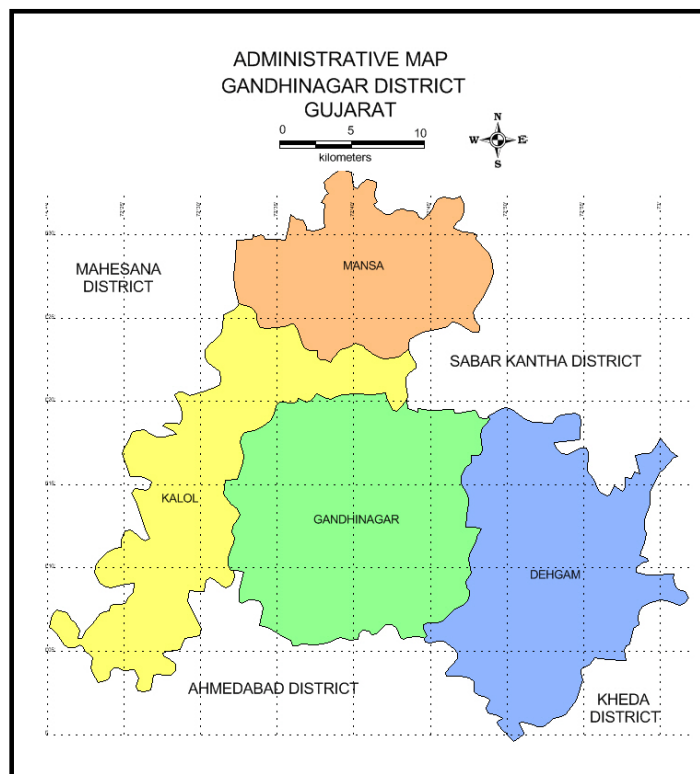 ADMINISTRATIVE MAP
GANDHINAGAR DISTRICT
GUJARAT
0 5 10
kilometers
N
W E
S
MAHESANA
DISTRICT
MANSA
SABAR KANTHA DISTRICT
KALOL
GANDHINAGAR
DEHGAM
AHMEDABAD DISTRICT
KHEDA
DISTRICT